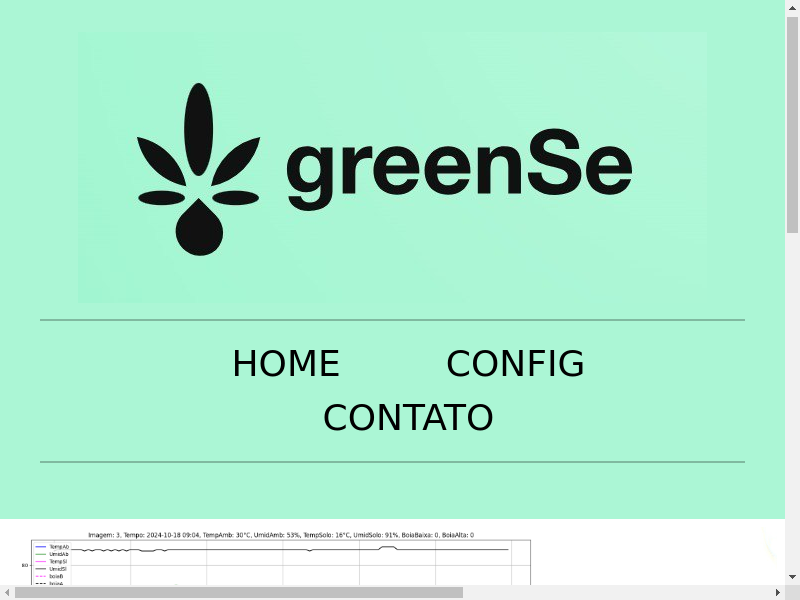 greenSe
HOME CONFIG
CONTATO
Imagem: 3, Tempo: 2024-10-18 09:04, TempAmb: 30°C, UmidAmb: 53%, TempSolo: 16°C, UmidSolo: 91%, BoiaBaixa: 0, BoiaAlta: 0
TempAb
UmidAb
TempSl
80
UmidSl
boiaB
boiaA